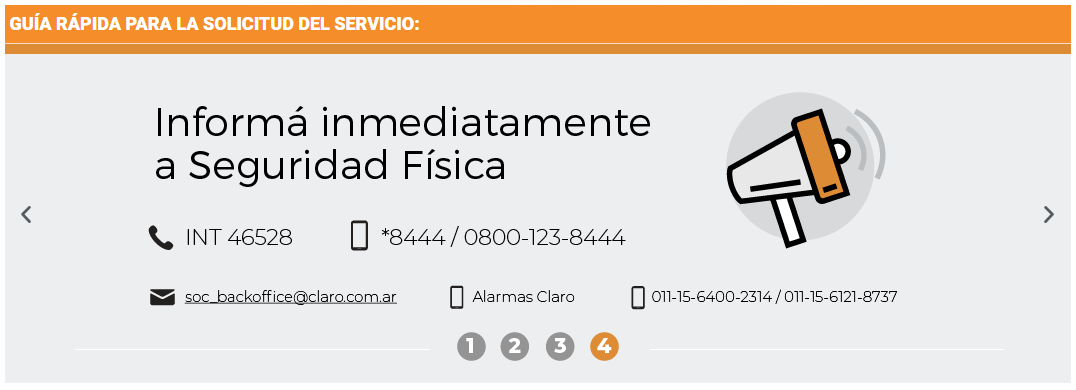 GUÍA RÁPIDA PARA LA SOLICITUD DEL SERVICIO:
Informá inmediatamente
a Seguridad Física
INT 46528
*8444 / 0800-123-8444
soc_backoffice@claro.com.ar
Alarmas Claro
011-15-6400-2314 / 011-15-6121-8737
1 2 3 4